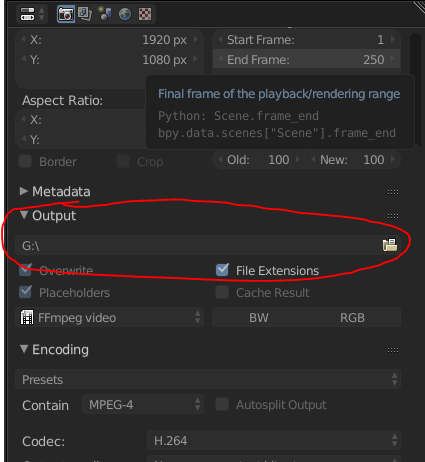 X: 1920 px
Start Frame: 1
Y: 1080 px
End Frame: 250
Final frame of the playback/rendering range
Python: Scene.frame_end
bpy.data.scenes["Scene"].frame_end
Aspect Ratio:
X:
Y:
Border
Crop
Old: 100
New: 100
Metadata
Output
G:\
Overwrite
File Extensions
Placeholders
Cache Result
FFmpeg video
BW
RGB
Encoding
Presets
Contain
MPEG-4
Autosplit Output
Codec:
H.264